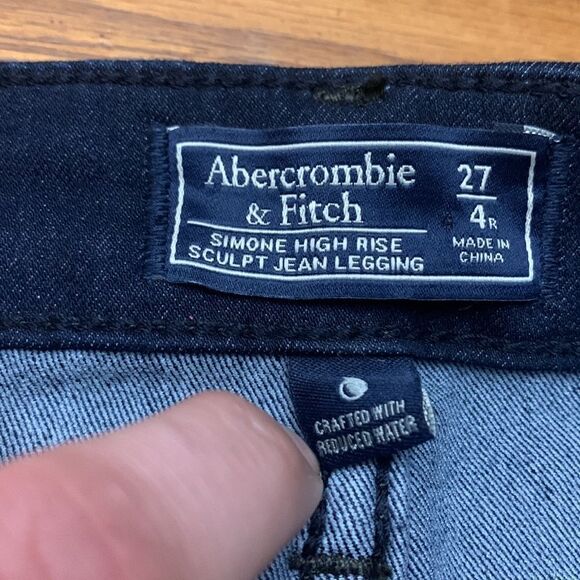 Abercrombie
& Fitch
SIMONE HIGH RISE
SCULPT JEAN LEGGING
27
4R
MADE IN
CHINA
CRAFTED WITH
REDUCED WATER